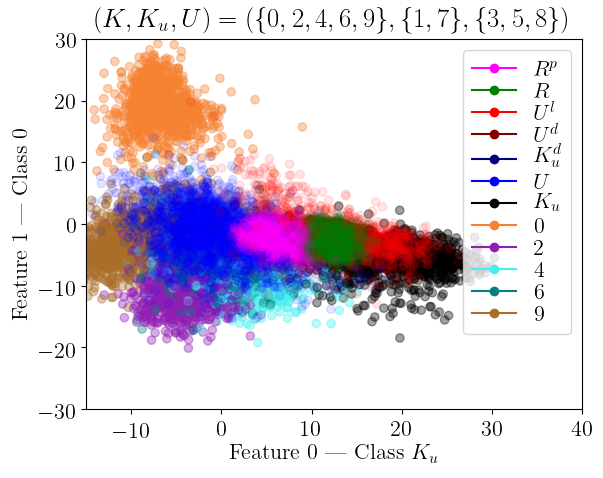 (K, K_u, U) = ({0, 2, 4, 6, 9}, {1, 7}, {3, 5, 8})
30
20
10
0
−10
−20
−30
Feature 1 — Class 0
R^p
R
U^l
U^d
K_u^d
U
K_u
0
2
4
6
9
−10
0
10
20
30
40
Feature 0 — Class K_u